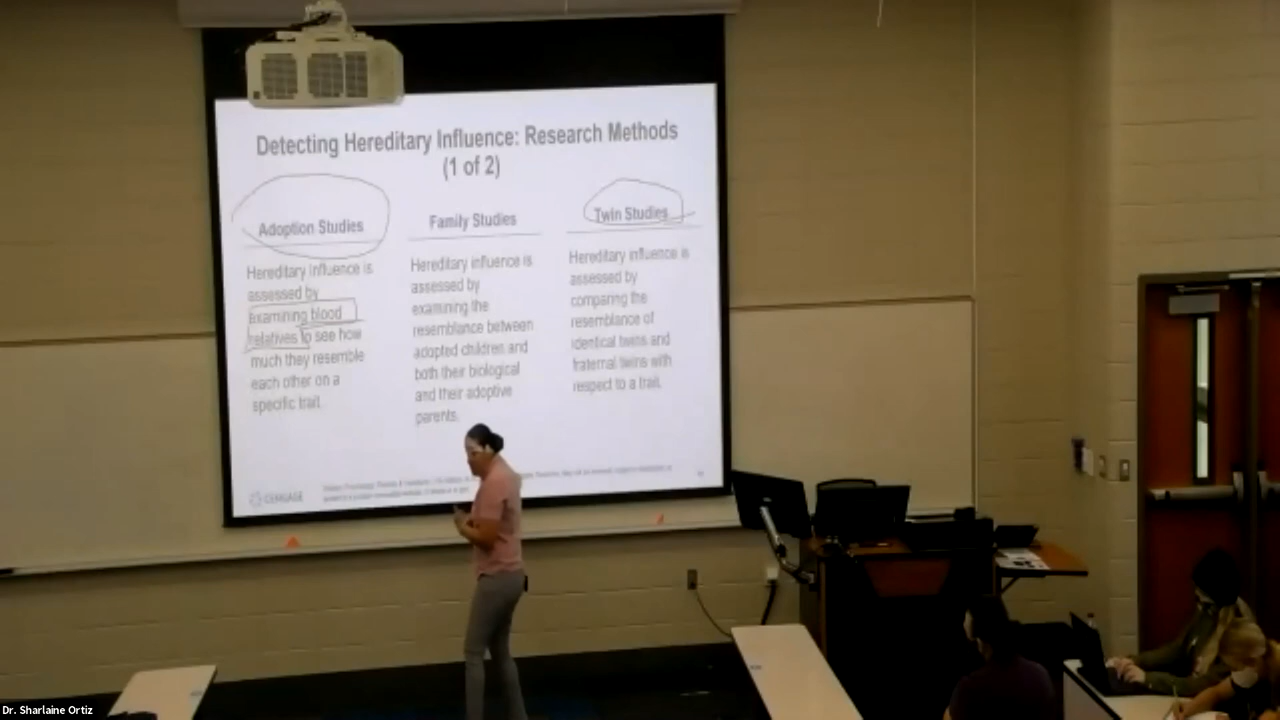 Detecting Hereditary Influence: Research Methods
(1 of 2)
Adoption Studies
Hereditary influence is
assessed by
examining blood
relatives to see how
much they resemble
each other on a
specific trait.
Family Studies
Hereditary influence is
assessed by
examining the
resemblance between
adopted children and
both their biological
and their adoptive
parents.
Twin Studies
Hereditary influence is
assessed by
comparing the
resemblance of
identical twins and
fraternal twins with
respect to a trait.
CENGAGE
Dr. Sharlaine Ortiz